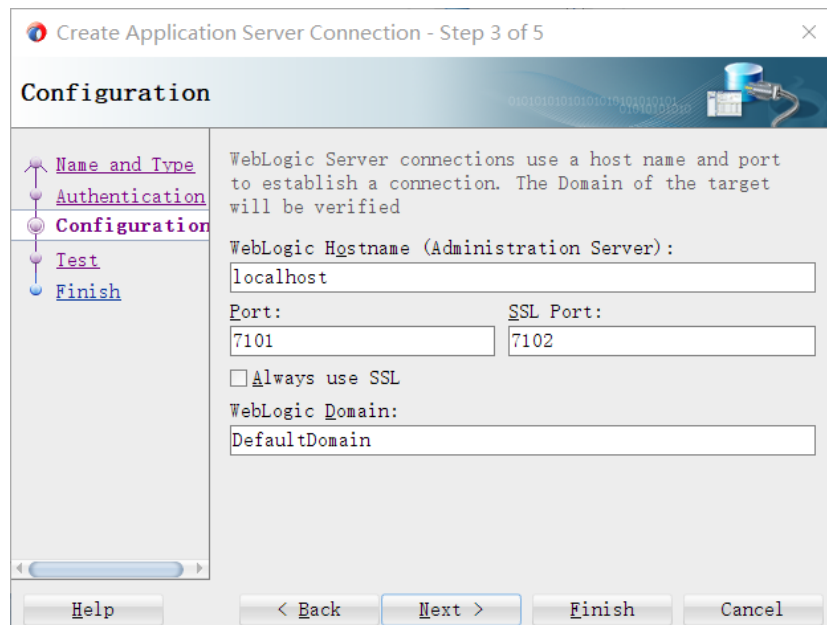 Create Application Server Connection - Step 3 of 5
Configuration
010101010101010101010101010101
0101010101010
Name and Type
Authentication
Configuration
Test
Finish
WebLogic Server connections use a host name and port
to establish a connection. The Domain of the target
will be verified
WebLogic Hostname (Administration Server):
localhost
Port:
SSL Port:
7101
7102
Always use SSL
WebLogic Domain:
DefaultDomain
Help
< Back
Next >
Finish
Cancel